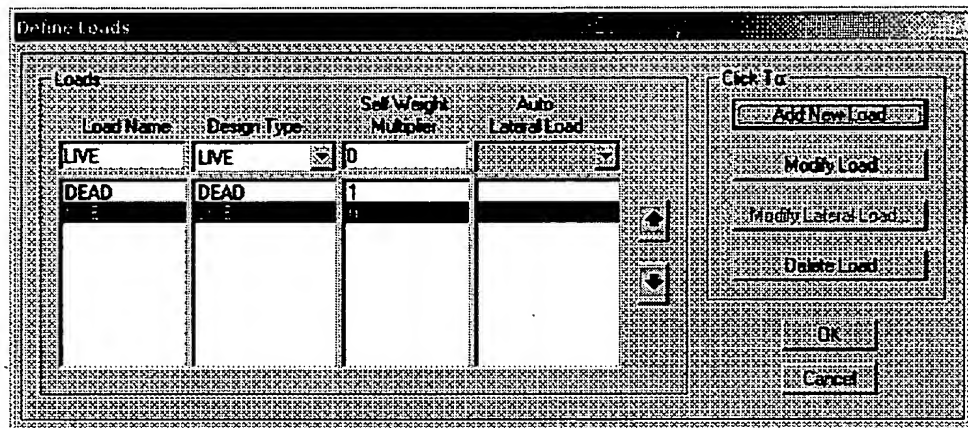 Define Loads
Loads
Load Name
Design Type
Self Weight
Multiplier
Auto
Lateral Load
LIVE
LIVE
0
DEAD
DEAD
1
Click To:
Add New Load
Modify Load
Modify Lateral Load...
Delete Load
OK
Cancel